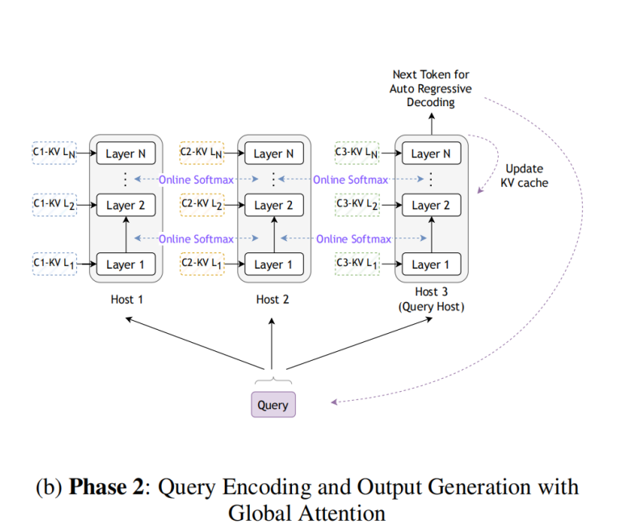 Next Token for
Auto Regressive
Decoding
C1-KV L_N
Layer N
C2-KV L_N
Layer N
C3-KV L_N
Layer N
Update
KV cache
Online Softmax
Online Softmax
C1-KV L_2
Layer 2
C2-KV L_2
Layer 2
C3-KV L_2
Layer 2
Online Softmax
Online Softmax
C1-KV L_1
Layer 1
C2-KV L_1
Layer 1
C3-KV L_1
Layer 1
Host 1
Host 2
Host 3
(Query Host)
Query
(b) Phase 2: Query Encoding and Output Generation with
Global Attention